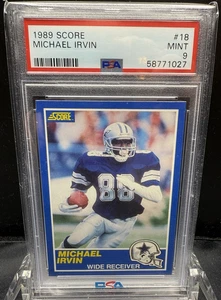 1989 SCORE #18
MICHAEL IRVIN MINT
PSA 9
58771027
SCORE
88
MICHAEL
IRVIN
WIDE RECEIVER
PSA